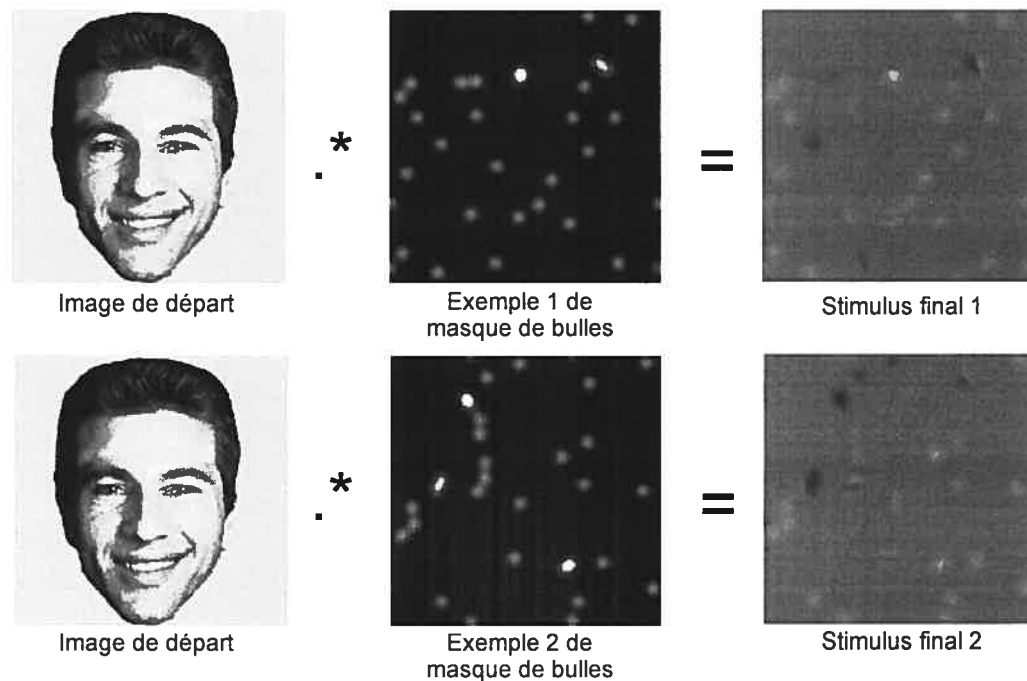 .* =
Image de départ
Exemple 1 de
masque de bulles
Stimulus final 1
.* =
Image de départ
Exemple 2 de
masque de bulles
Stimulus final 2